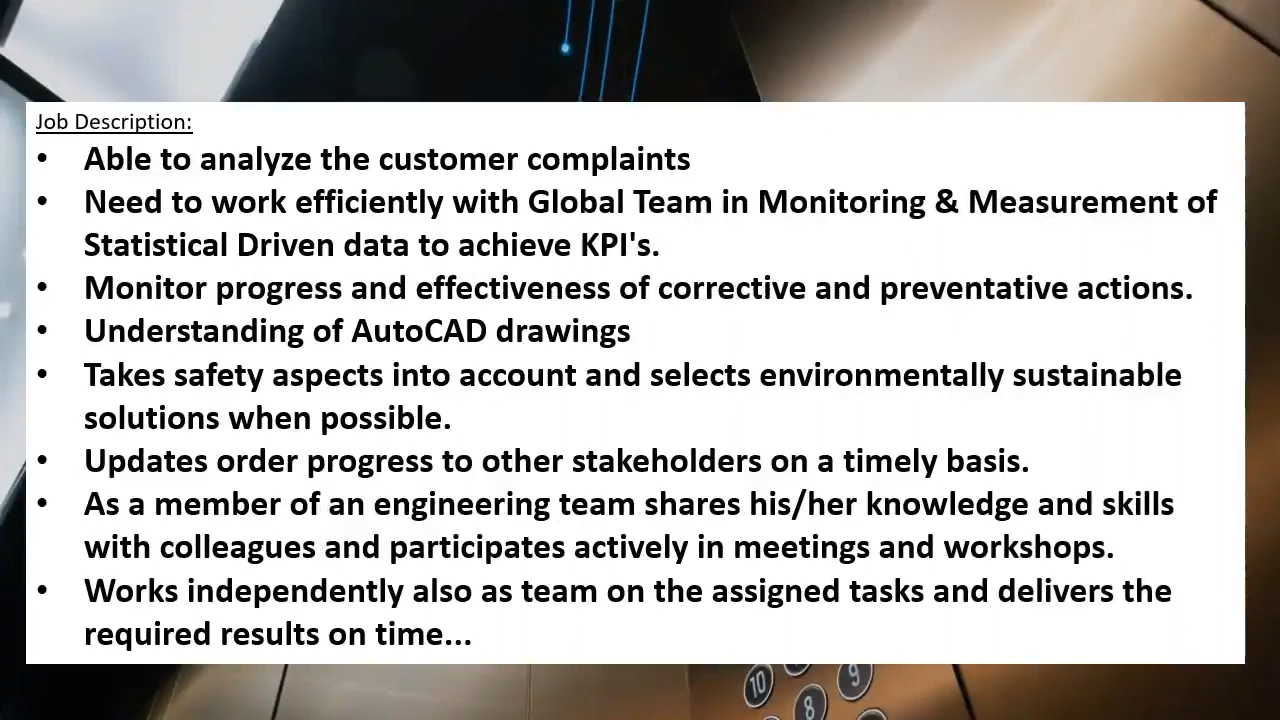 Job Description:
• Able to analyze the customer complaints
• Need to work efficiently with Global Team in Monitoring & Measurement of
Statistical Driven data to achieve KPI's.
• Monitor progress and effectiveness of corrective and preventative actions.
• Understanding of AutoCAD drawings
• Takes safety aspects into account and selects environmentally sustainable
solutions when possible.
• Updates order progress to other stakeholders on a timely basis.
• As a member of an engineering team shares his/her knowledge and skills
with colleagues and participates actively in meetings and workshops.
• Works independently also as team on the assigned tasks and delivers the
required results on time...
10
9
8